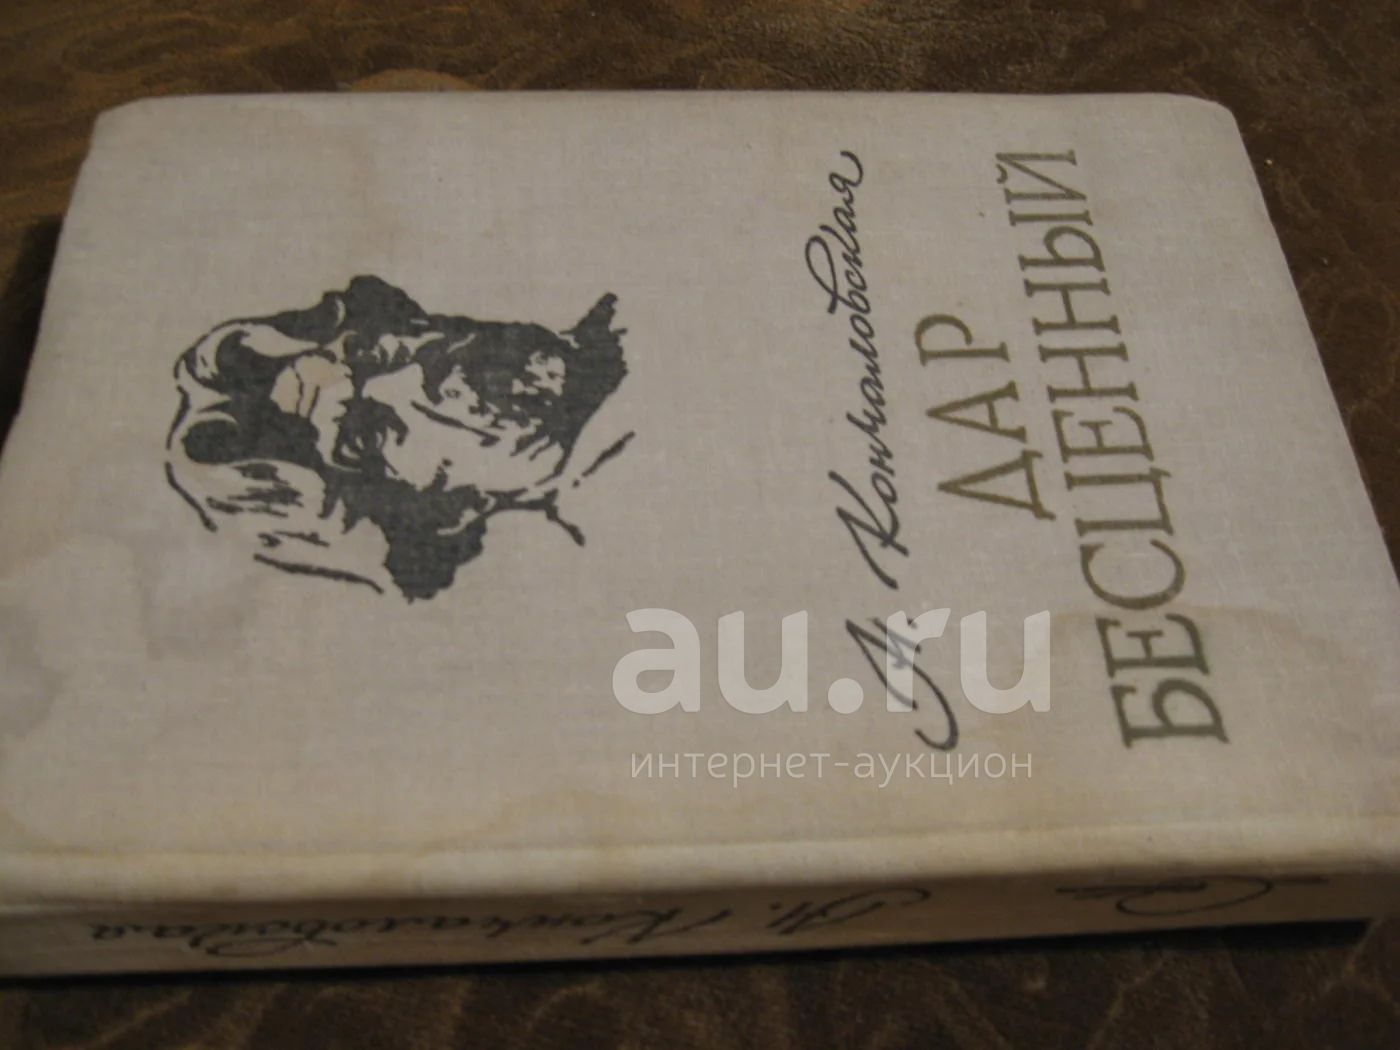 Н. Кончаловская
ДАР
БЕСЦЕННЫЙ
Н. Кончаловская
au.ru
интернет-аукцион